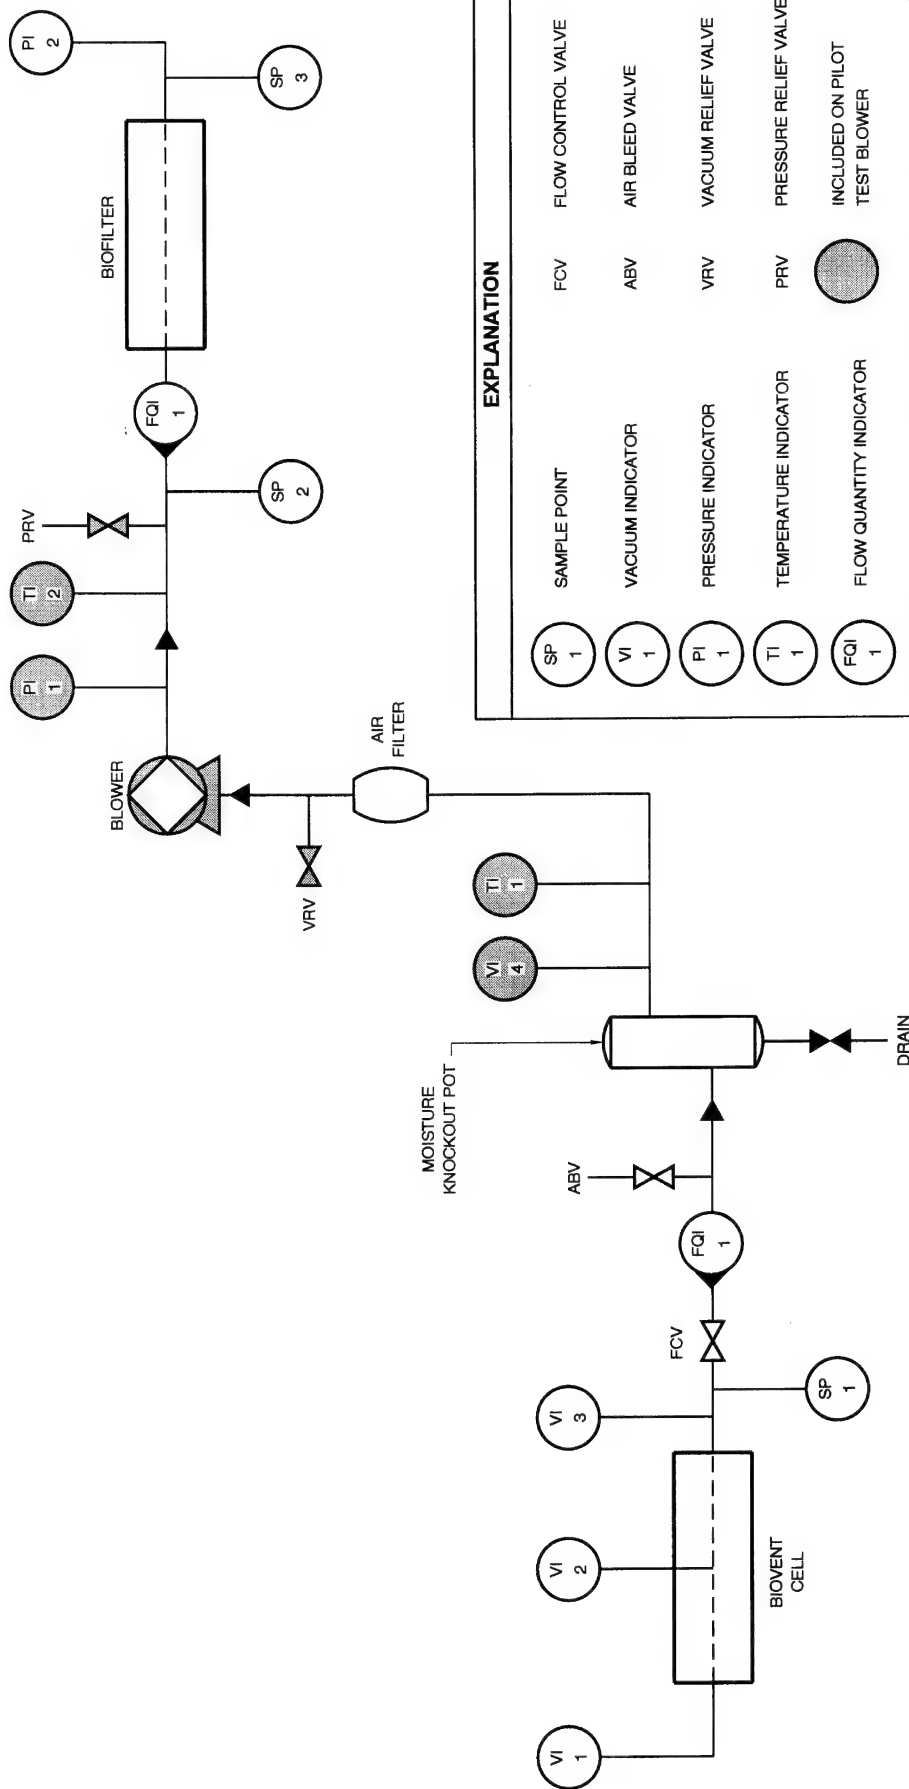 VI
1
VI
2
VI
3
BIOVENT
CELL
SP
1
FCV
FQI
1
ABV
MOISTURE
KNOCKOUT POT
DRAIN
VI
4
TI
1
AIR
FILTER
VRV
BLOWER
PI
1
TI
2
PRV
SP
2
FQI
1
BIOFILTER
SP
3
PI
2
EXPLANATION
SP
1
SAMPLE POINT
FCV
FLOW CONTROL VALVE
VI
1
VACUUM INDICATOR
ABV
AIR BLEED VALVE
PI
1
PRESSURE INDICATOR
VRV
VACUUM RELIEF VALVE
TI
1
TEMPERATURE INDICATOR
PRV
PRESSURE RELIEF VALVE
FQI
1
FLOW QUANTITY INDICATOR
INCLUDED ON PILOT
TEST BLOWER